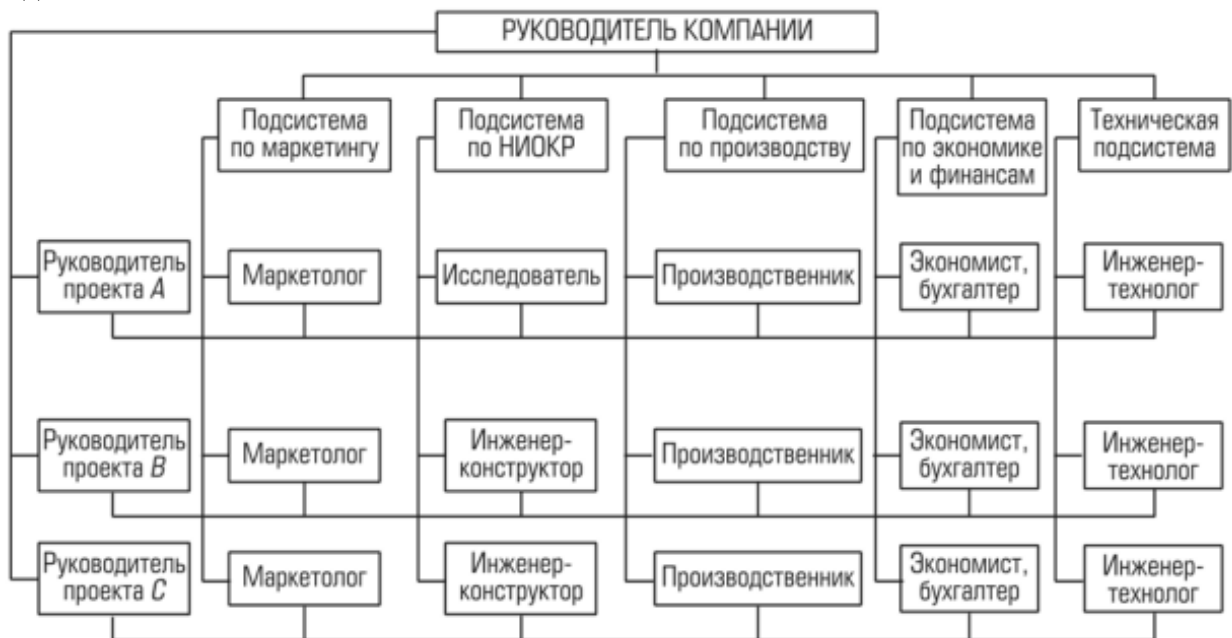 РУКОВОДИТЕЛЬ КОМПАНИИ
Подсистема
по маркетингу
Подсистема
по НИОКР
Подсистема
по производству
Подсистема
по экономике
и финансам
Техническая
подсистема
Руководитель
проекта A
Маркетолог
Исследователь
Производственник
Экономист,
бухгалтер
Инженер-
технолог
Руководитель
проекта B
Маркетолог
Инженер-
конструктор
Производственник
Экономист,
бухгалтер
Инженер-
технолог
Руководитель
проекта C
Маркетолог
Инженер-
конструктор
Производственник
Экономист,
бухгалтер
Инженер-
технолог